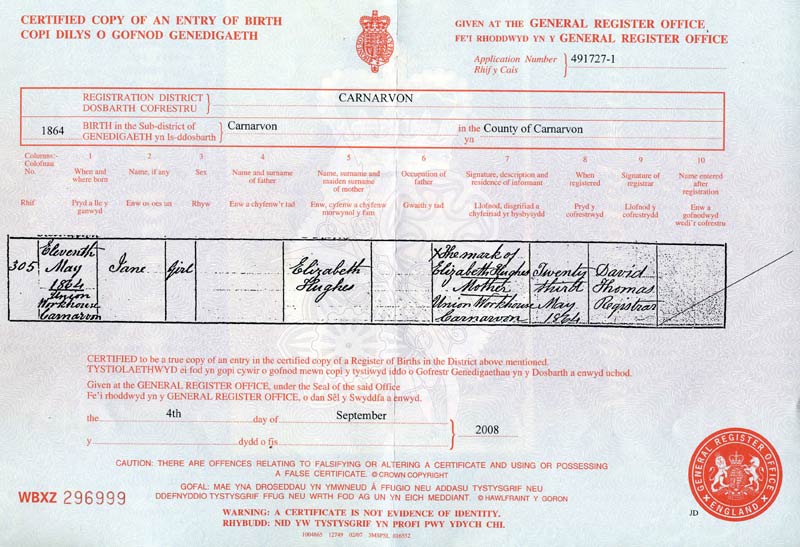 CERTIFIED COPY OF AN ENTRY OF BIRTH
COPI DILYS O GOFNOD GENEDIGAETH
GIVEN AT THE GENERAL REGISTER OFFICE
FE'I RHODDWYD YN Y GENERAL REGISTER OFFICE
Application Number 491727-1
Rhif y Cais
REGISTRATION DISTRICT CARNARVON
DOSBARTH COFRESTRU
1864 BIRTH in the Sub-district of Carnarvon in the County of Carnarvon
GENEDIGAETH yn Is-ddosbarth yn
Columns:- 1 2 3 4 5 6 7 8 9 10
Colofnau
No. When and where born Name, if any Sex Name and surname of father Name, surname and maiden surname of mother Occupation of father Signature, description and residence of informant When registered Signature of registrar Name entered after registration
Rhif Pryd a lle y ganwyd Enw os oes un Rhyw Enw a chyfenw'r tad Enw, cyfenw a chyfenw morwynol y fam Gwaith y tad Llofnod, disgrifiad a chyfeiriad yr hysbysydd Pryd y cofrestrwyd Llofnod y cofrestrydd Enw a gofnodwyd wedi'r cofrestru
305 Eleventh May 1864 Union Workhouse Carnarvon Jane Girl Elizabeth Hughes X The mark of Elizabeth Hughes Mother Union Workhouse Carnarvon Twenty third May 1864 David Thomas Registrar
CERTIFIED to be a true copy of an entry in the certified copy of a Register of Births in the District above mentioned.
TYSTIOLAETHWYD ei fod yn gopi cywir o gofnod mewn copi y tystiwyd iddo o Gofrestr Genedigaethau yn y Dosbarth a enwyd uchod.
Given at the GENERAL REGISTER OFFICE, under the Seal of the said Office
Fe'i rhoddwyd yn y GENERAL REGISTER OFFICE, o dan Sêl y Swyddfa a enwyd.
the 4th day of September
2008
y dydd o fis
CAUTION: THERE ARE OFFENCES RELATING TO FALSIFYING OR ALTERING A CERTIFICATE AND USING OR POSSESSING
A FALSE CERTIFICATE. © CROWN COPYRIGHT
GOFAL: MAE YNA DROSEDDAU YN YMWNEUD Â FFUGIO NEU ADDASU TYSTYSGRIF NEU
DDEFNYDDIO TYSTYSGRIF FFUG NEU WRTH FOD AG UN YN EICH MEDDIANT. © HAWLFRAINT Y GORON
WARNING: A CERTIFICATE IS NOT EVIDENCE OF IDENTITY.
RHYBUDD: NID YW TYSTYSGRIF YN PROFI PWY YDYCH CHI.
WBXZ 296999
GENERAL REGISTER OFFICE
ENGLAND
JD